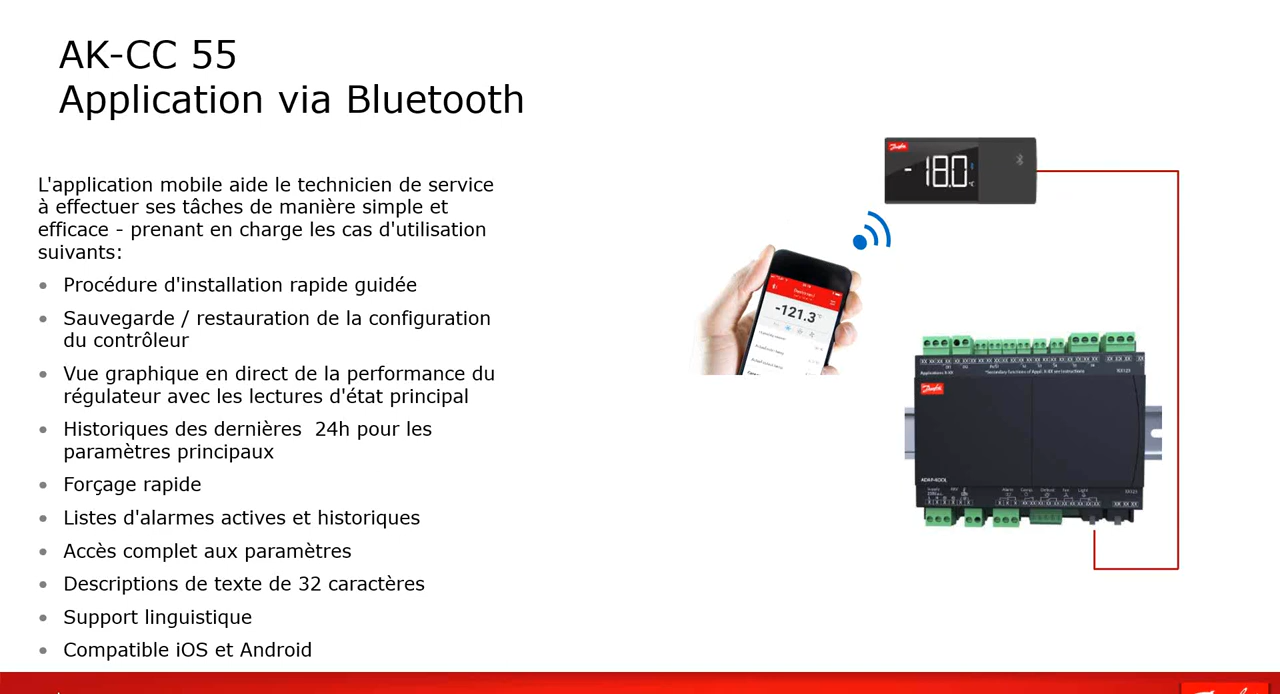 AK-CC 55
Application via Bluetooth
L'application mobile aide le technicien de service
à effectuer ses tâches de manière simple et
efficace - prenant en charge les cas d'utilisation
suivants:
• Procédure d'installation rapide guidée
• Sauvegarde / restauration de la configuration
du contrôleur
• Vue graphique en direct de la performance du
régulateur avec les lectures d'état principal
• Historiques des dernières  24h pour les
paramètres principaux
• Forçage rapide
• Listes d'alarmes actives et historiques
• Accès complet aux paramètres
• Descriptions de texte de 32 caractères
• Support linguistique
• Compatible iOS et Android
Danfoss
-18.0
°C
-121.3
Danfoss